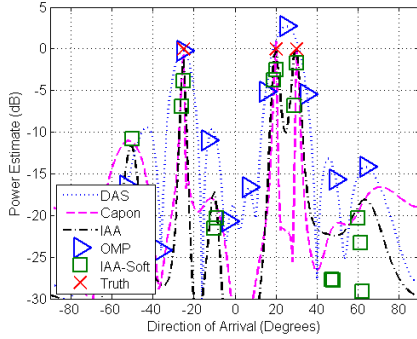 5
0
-5
-10
-15
-20
-25
-30
Power Estimate (dB)
DAS
Capon
IAA
OMP
IAA-Soft
Truth
-80 -60 -40 -20 0 20 40 60 80
Direction of Arrival (Degrees)